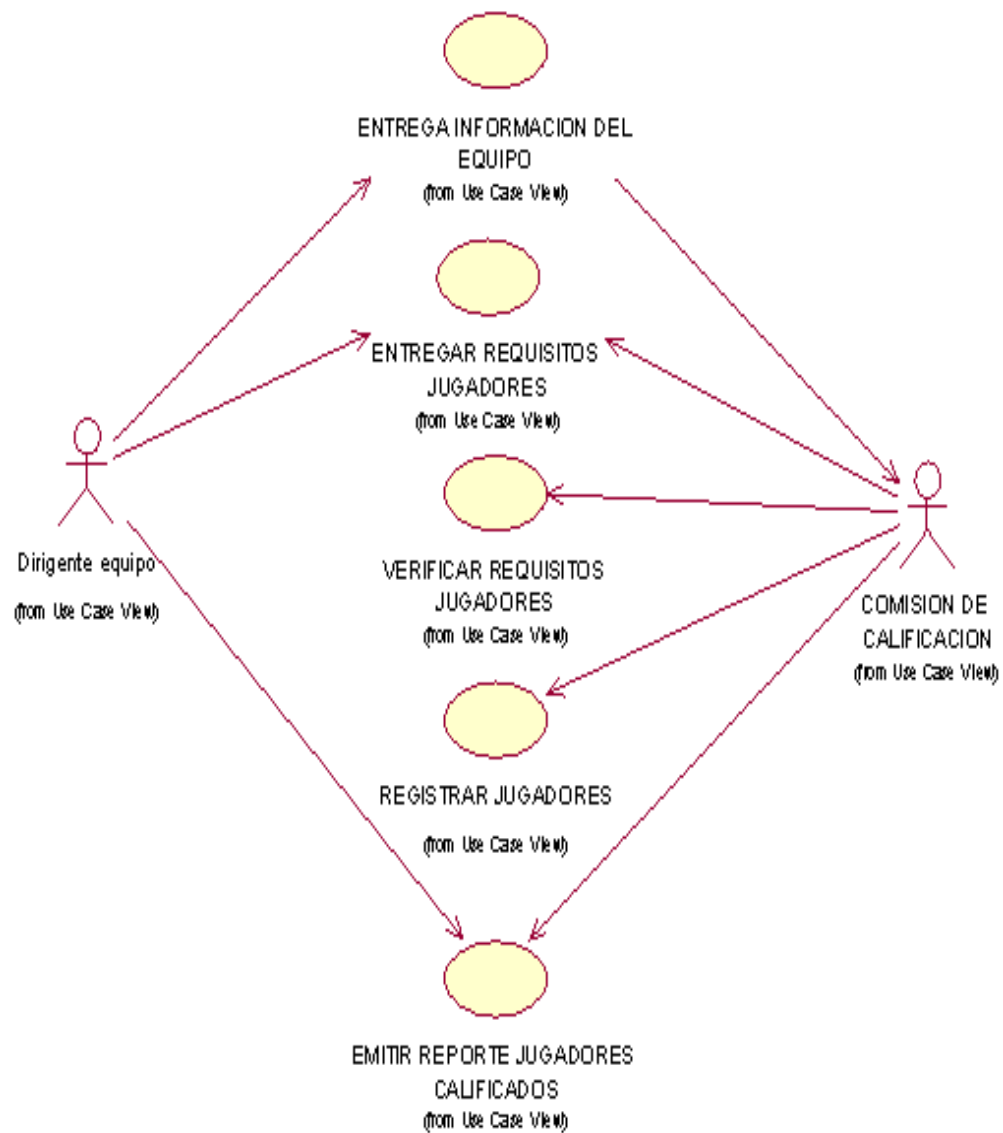 ENTREGA INFORMACION DEL
EQUIPO
(from Use Case View)
ENTREGAR REQUISITOS
JUGADORES
(from Use Case View)
Dirigente equipo
(from Use Case View)
VERIFICAR REQUISITOS
JUGADORES
(from Use Case View)
COMISION DE
CALIFICACION
(from Use Case View)
REGISTRAR JUGADORES
(from Use Case View)
EMITIR REPORTE JUGADORES
CALIFICADOS
(from Use Case View)